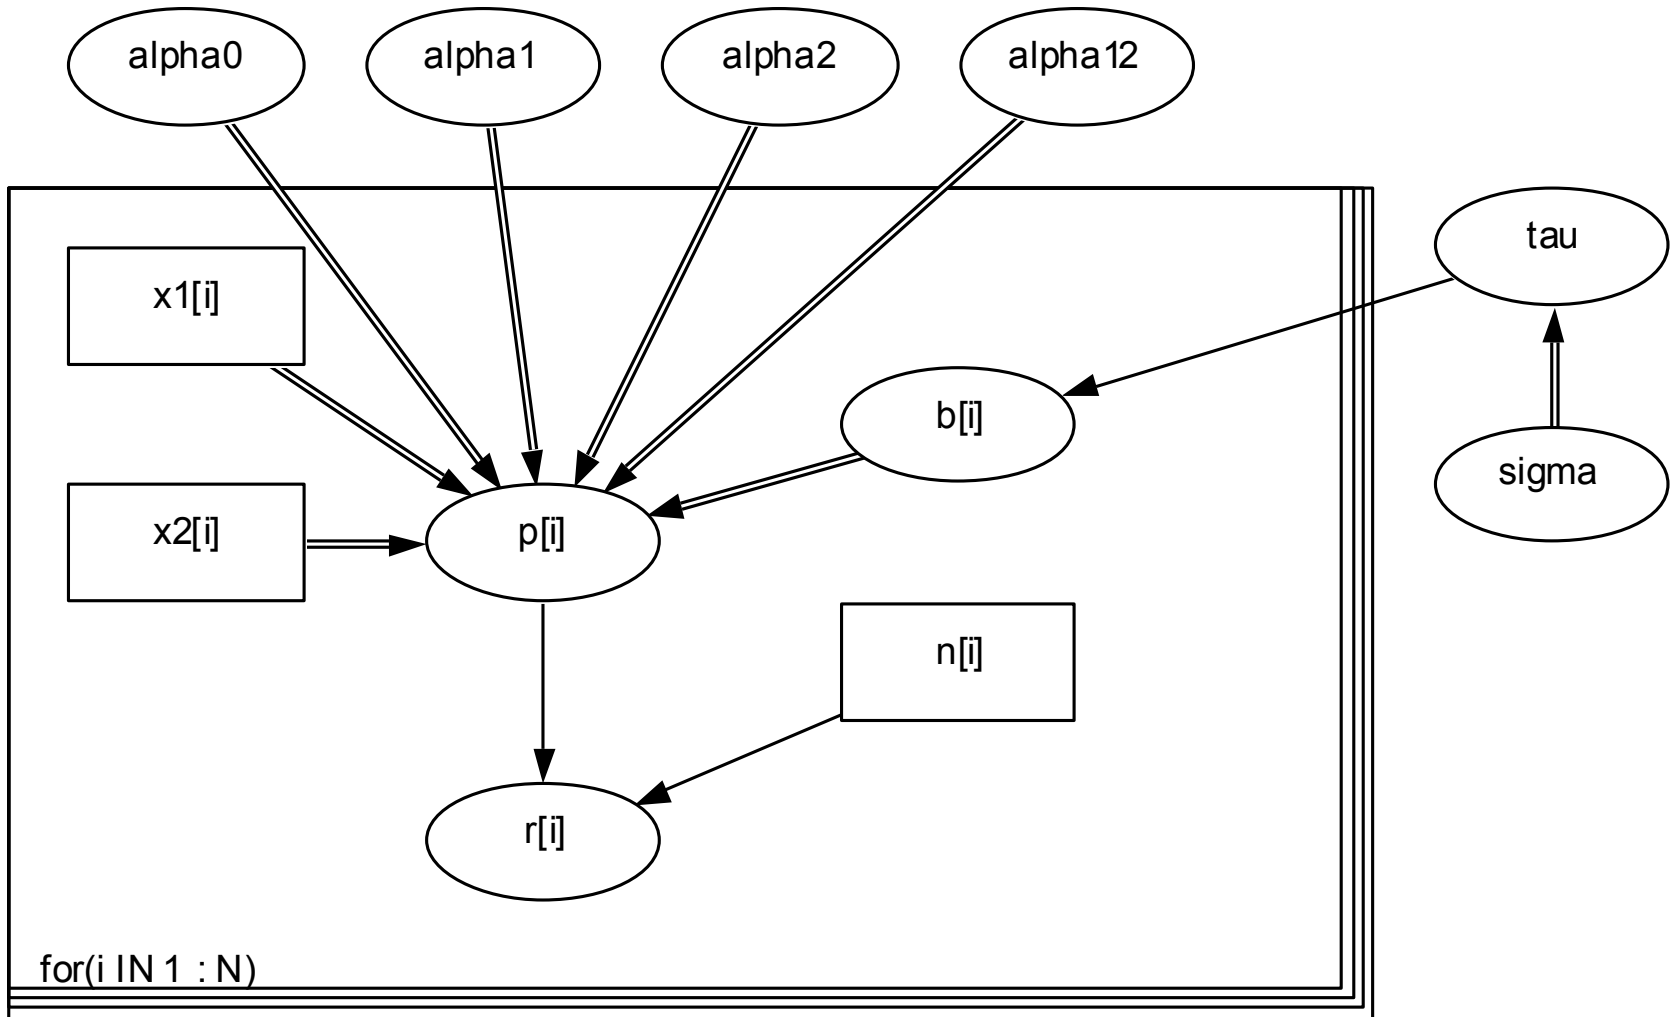 alpha0
alpha1
alpha2
alpha12
tau
x1[i]
b[i]
sigma
x2[i]
p[i]
n[i]
r[i]
for(i IN 1 : N)